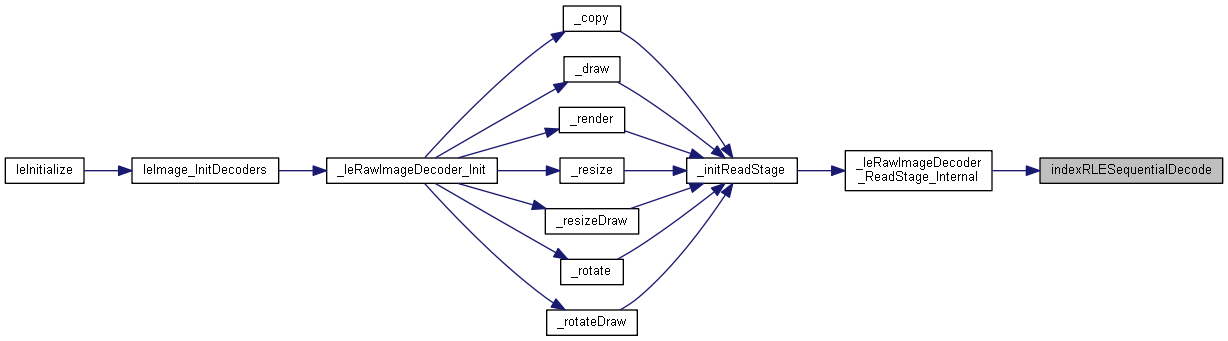 leInitialize
leImage_InitDecoders
_leRawImageDecoder_Init
_copy
_draw
_render
_resize
_resizeDraw
_rotate
_rotateDraw
_initReadStage
_leRawImageDecoder
_ReadStage_Internal
indexRLESequentialDecode